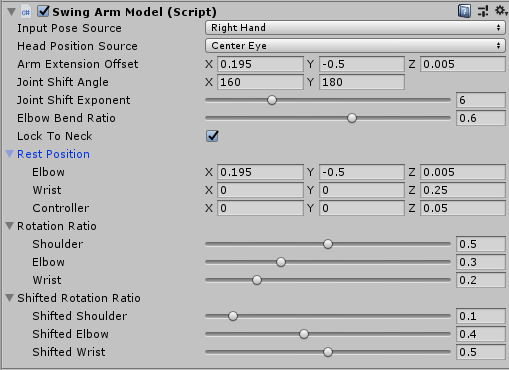 Swing Arm Model (Script)
Input Pose Source Right Hand
Head Position Source Center Eye
Arm Extension Offset X 0.195 Y -0.5 Z 0.005
Joint Shift Angle X 160 Y 180
Joint Shift Exponent 6
Elbow Bend Ratio 0.6
Lock To Neck
Rest Position
Elbow X 0.195 Y -0.5 Z 0.005
Wrist X 0 Y 0 Z 0.25
Controller X 0 Y 0 Z 0.05
Rotation Ratio
Shoulder 0.5
Elbow 0.3
Wrist 0.2
Shifted Rotation Ratio
Shifted Shoulder 0.1
Shifted Elbow 0.4
Shifted Wrist 0.5